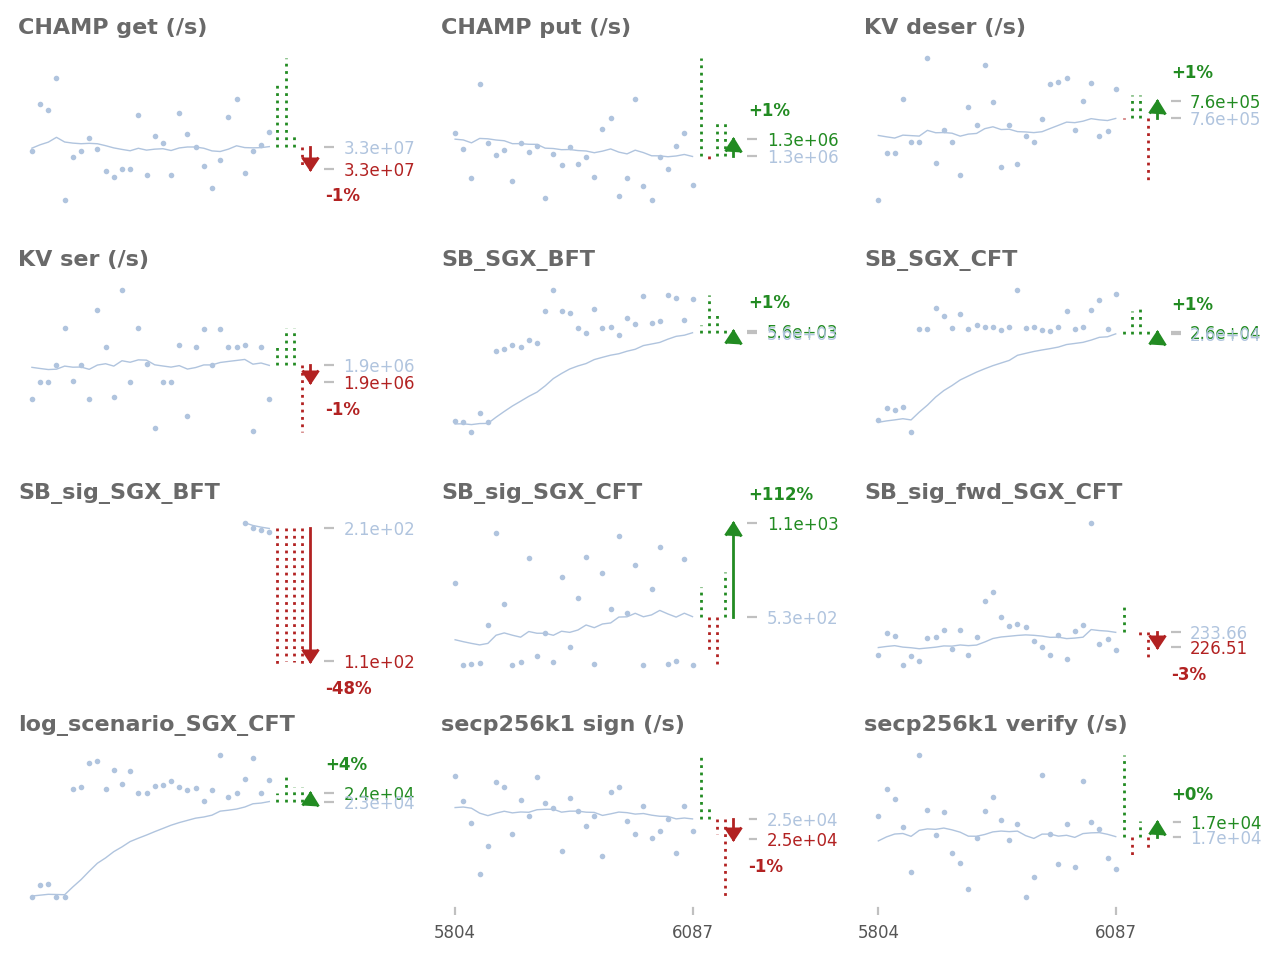 CHAMP get (/s)
3.3e+07
3.3e+07
-1%
CHAMP put (/s)
+1%
1.3e+06
1.3e+06
KV deser (/s)
+1%
7.6e+05
7.6e+05
KV ser (/s)
1.9e+06
1.9e+06
-1%
SB_SGX_BFT
+1%
5.6e+03
SB_SGX_CFT
+1%
2.6e+04
SB_sig_SGX_BFT
2.1e+02
1.1e+02
-48%
SB_sig_SGX_CFT
+112%
1.1e+03
5.3e+02
SB_sig_fwd_SGX_CFT
233.66
226.51
-3%
log_scenario_SGX_CFT
+4%
2.4e+04
2.3e+04
secp256k1 sign (/s)
2.5e+04
2.5e+04
-1%
5804 6087
secp256k1 verify (/s)
+0%
1.7e+04
1.7e+04
5804 6087